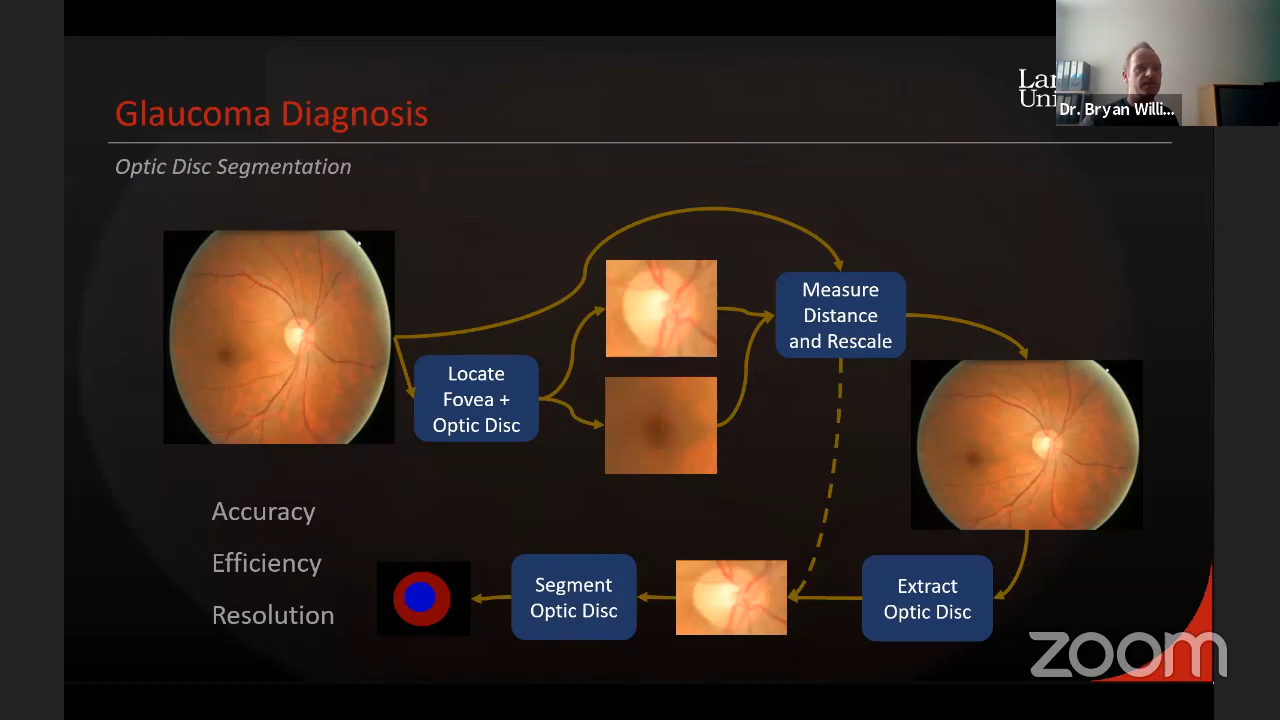 Glaucoma Diagnosis
Optic Disc Segmentation
Dr. Bryan Willi...
Measure
Distance
and Rescale
Locate
Fovea +
Optic Disc
Accuracy
Efficiency
Resolution
Segment
Optic Disc
Extract
Optic Disc
zoom